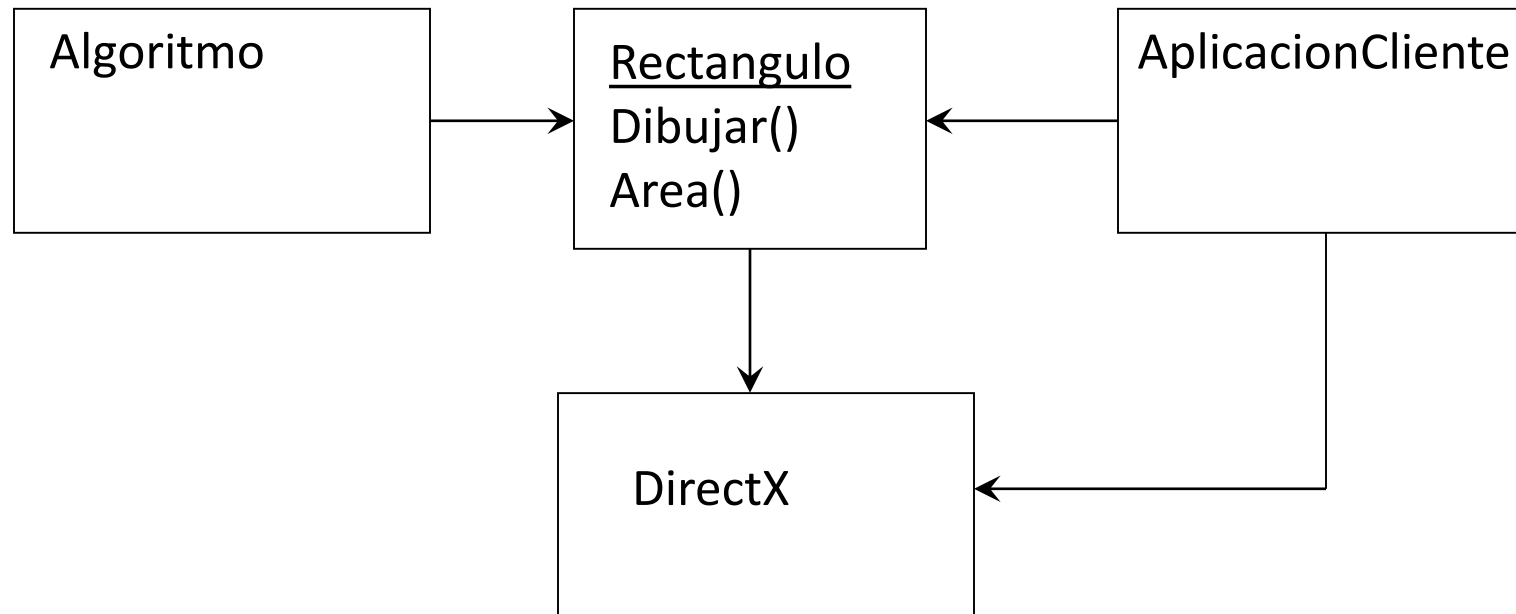 Algoritmo
Rectangulo
Dibujar()
Area()
AplicacionCliente
DirectX